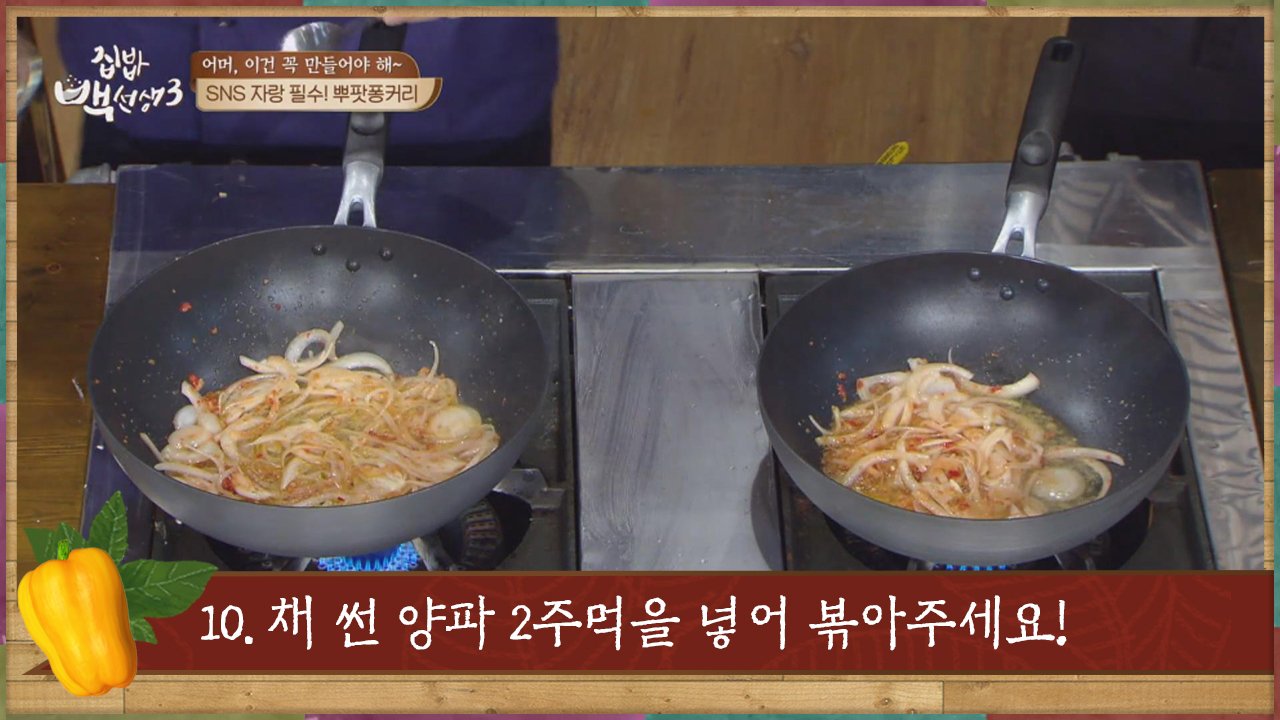 집밥
백선생3
어머, 이건 꼭 만들어야 해~
SNS 자랑 필수! 뿌팟퐁커리
10. 채 썬 양파 2주먹을 넣어 볶아주세요!